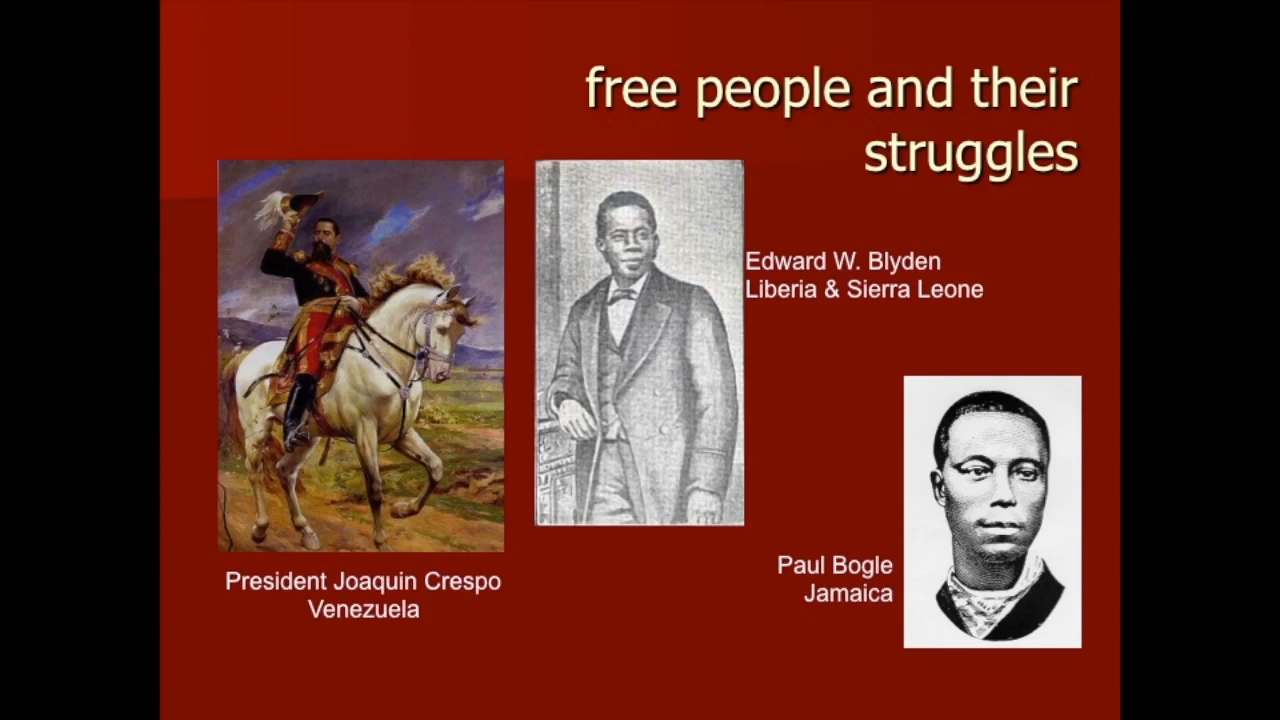 free people and their
struggles
Edward W. Blyden
Liberia & Sierra Leone
Paul Bogle
Jamaica
President Joaquin Crespo
Venezuela